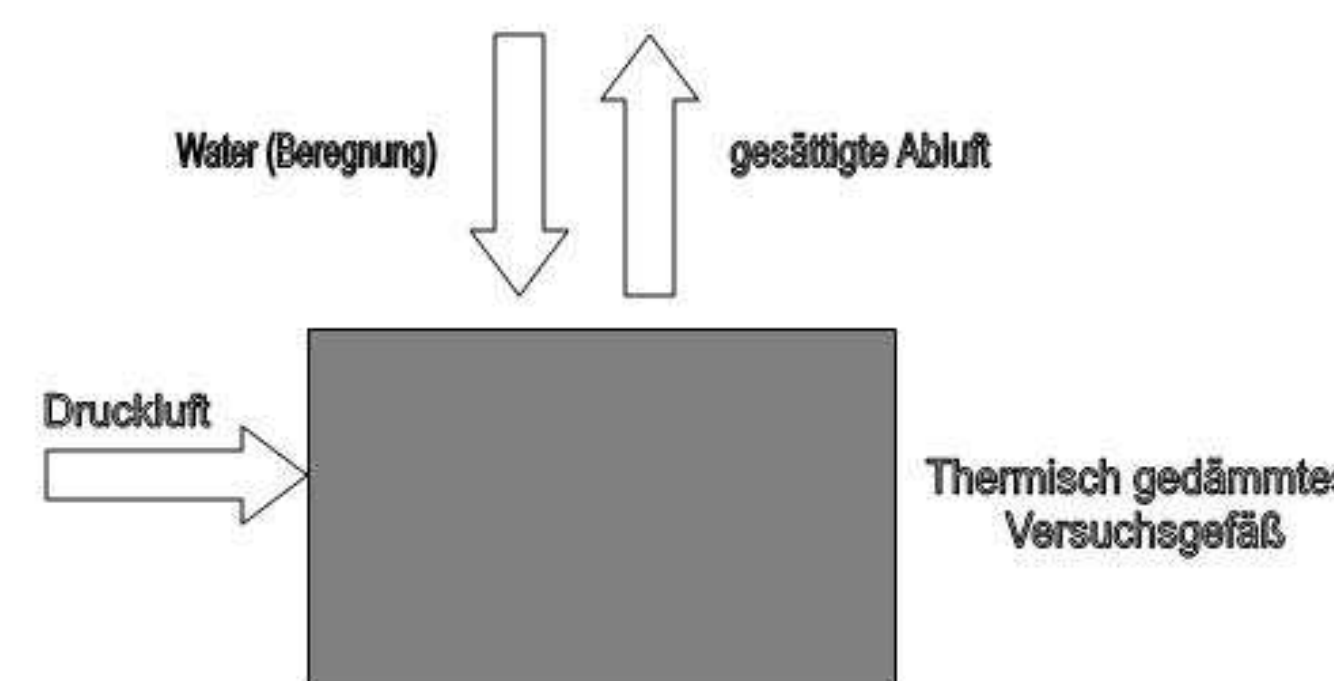 Water (Beregnung)
gesättigte Abluft
Druckluft
Thermisch gedämmtes
Versuchsgefäß